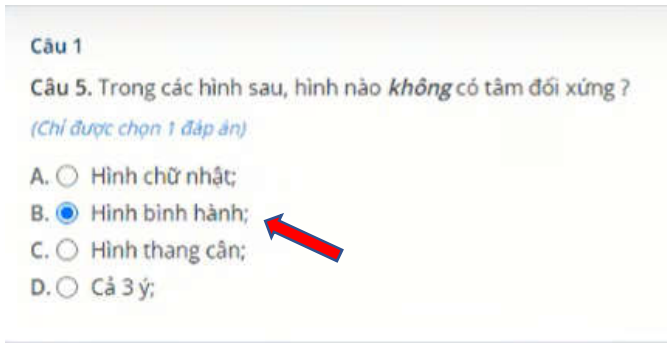 Câu 1
Câu 5. Trong các hình sau, hình nào không có tâm đối xứng ?
(Chỉ được chọn 1 đáp án)
A. Hình chữ nhật;
B. Hình bình hành;
C. Hình thang cân;
D. Cả 3 ý;